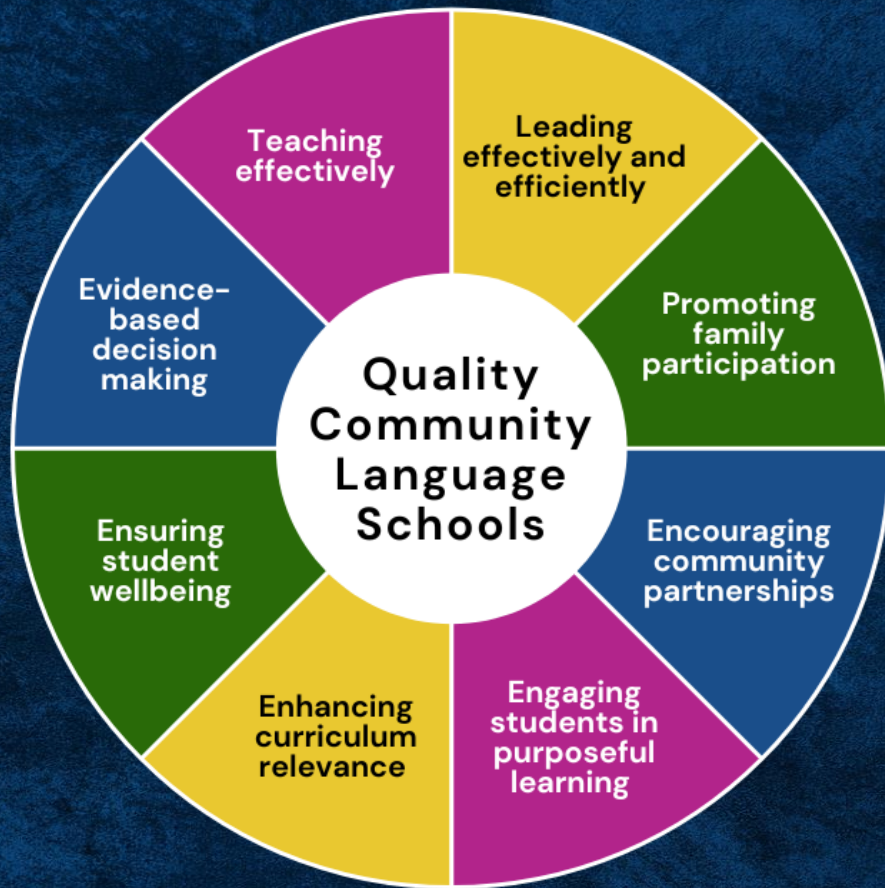 Teaching
effectively
Leading
effectively and
efficiently
Promoting
family
participation
Encouraging
community
partnerships
Engaging
students in
purposeful
learning
Enhancing
curriculum
relevance
Ensuring
student
wellbeing
Evidence-
based
decision
making
Quality
Community
Language
Schools